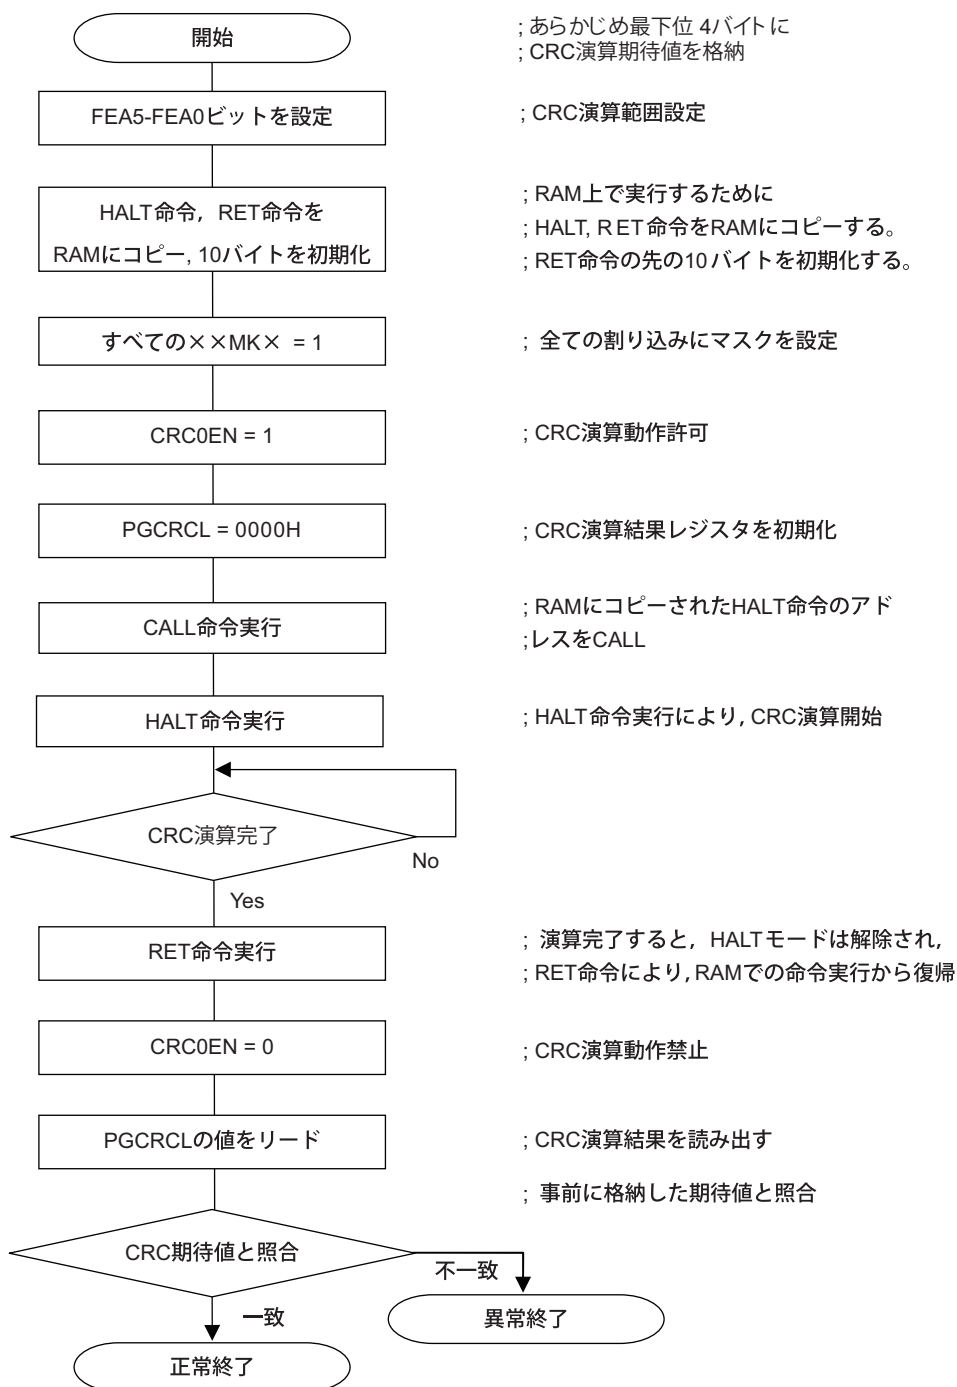 開始
; あらかじめ最下位 4バイトに
; CRC演算期待値を格納
FEA5-FEA0ビットを設定
; CRC演算範囲設定
HALT命令，RET命令を
RAMにコピー, 10バイトを初期化
; RAM上で実行するために
; HALT, RET命令をRAMにコピーする。
; RET命令の先の10バイトを初期化する。
すべての××MK× = 1
; 全ての割り込みにマスクを設定
CRC0EN = 1
; CRC演算動作許可
PGCRCL = 0000H
; CRC演算結果レジスタを初期化
CALL命令実行
; RAMにコピーされたHALT命令のアド
;レスをCALL
HALT命令実行
; HALT命令実行により, CRC演算開始
CRC演算完了
No
Yes
RET命令実行
; 演算完了すると，HALTモードは解除され，
; RET命令により, RAMでの命令実行から復帰
CRC0EN = 0
; CRC演算動作禁止
PGCRCLの値をリード
; CRC演算結果を読み出す
; 事前に格納した期待値と照合
CRC期待値と照合
不一致
一致
異常終了
正常終了